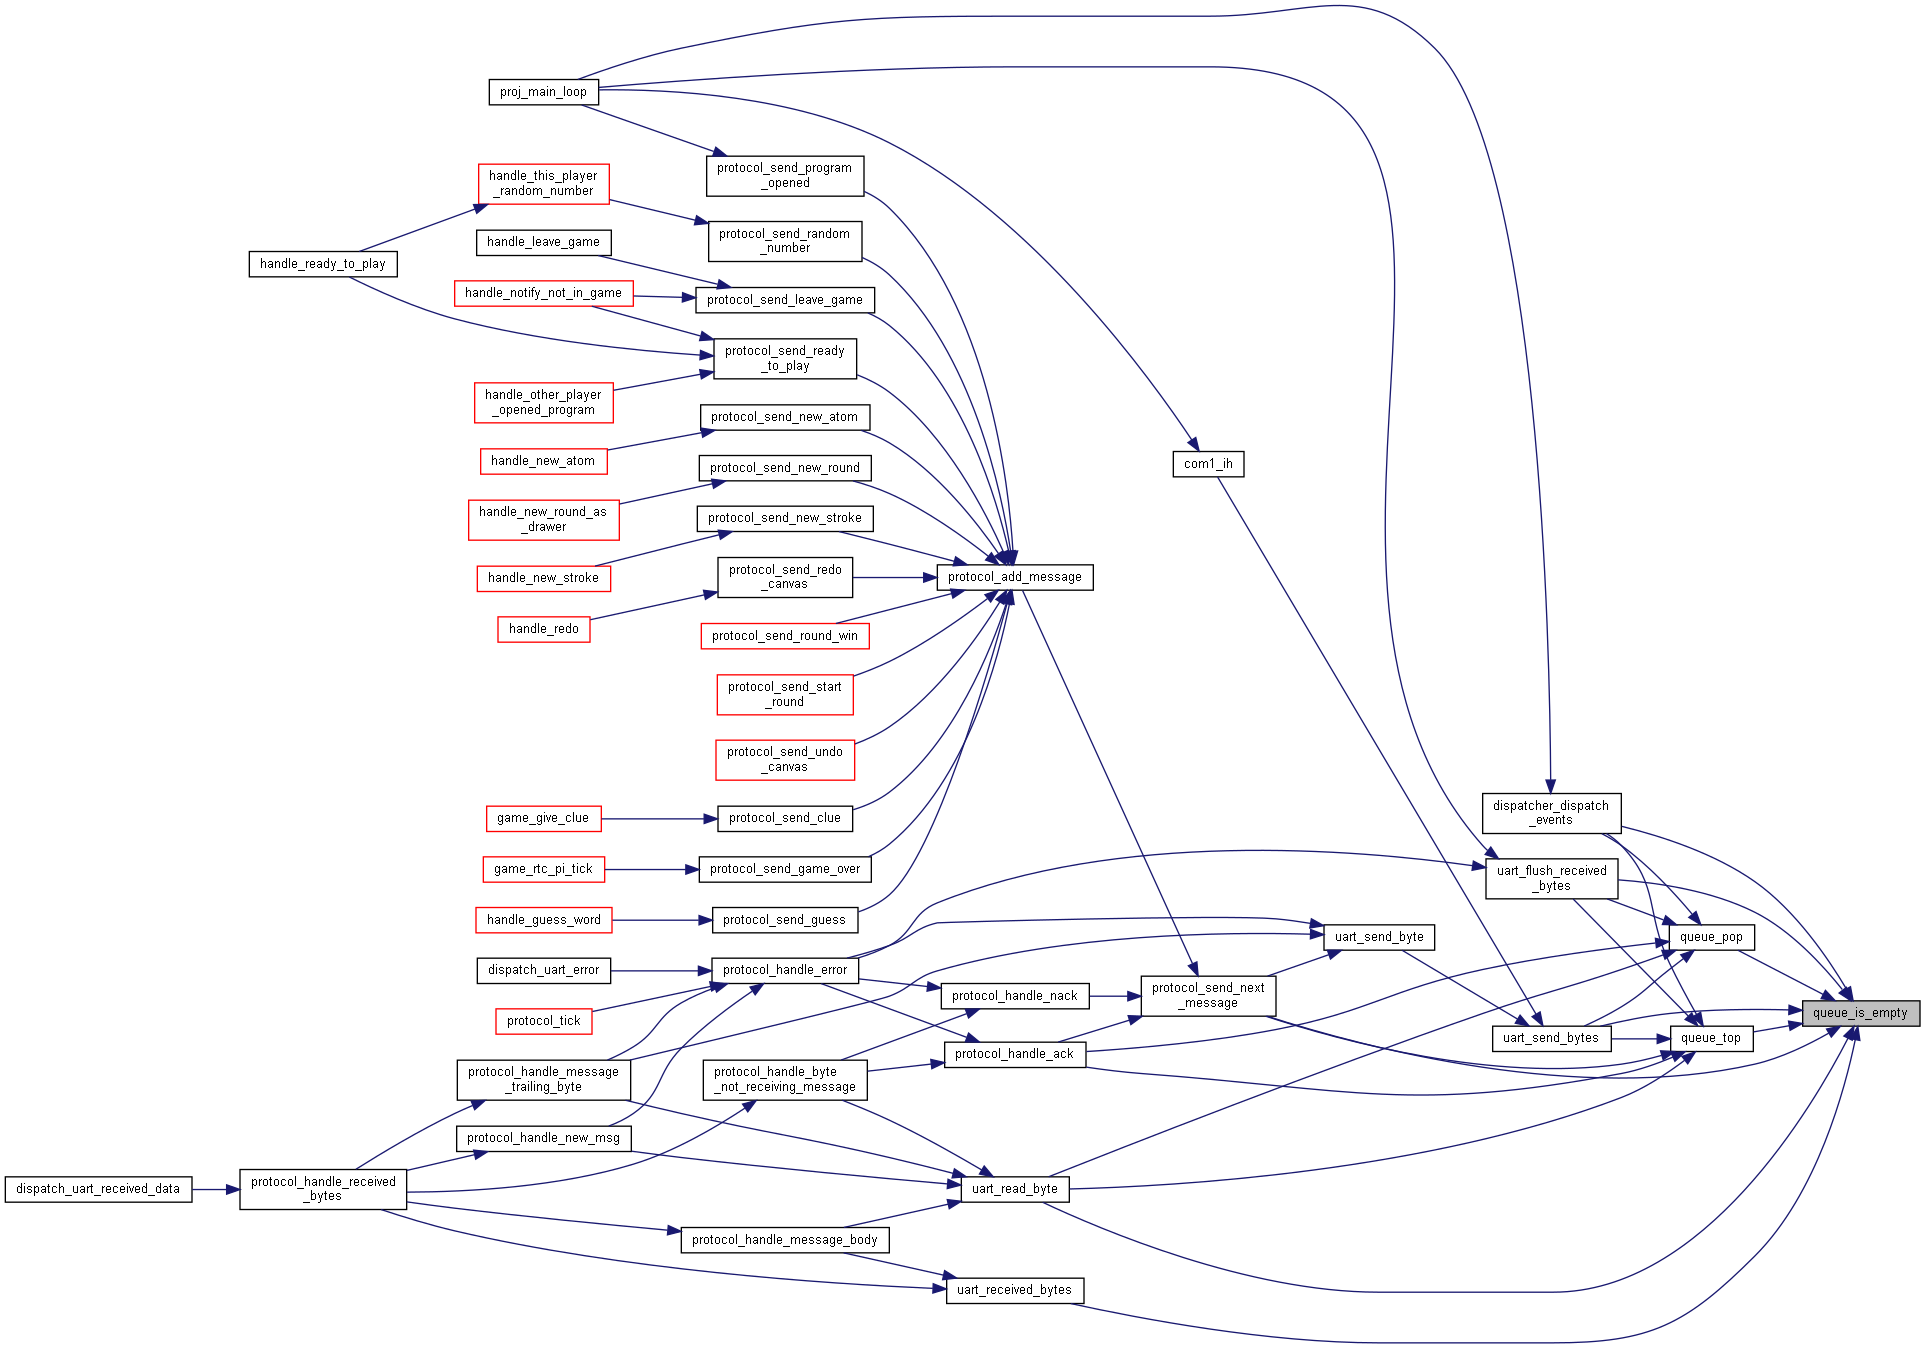 proj_main_loop
protocol_send_program
_opened
handle_this_player
_random_number
protocol_send_random
_number
handle_leave_game
handle_ready_to_play
handle_notify_not_in_game
protocol_send_leave_game
protocol_send_ready
_to_play
handle_other_player
_opened_program
protocol_send_new_atom
handle_new_atom
com1_ih
protocol_send_new_round
handle_new_round_as
_drawer
protocol_send_new_stroke
handle_new_stroke
protocol_send_redo
_canvas
protocol_add_message
handle_redo
protocol_send_round_win
protocol_send_start
_round
protocol_send_undo
_canvas
game_give_clue
protocol_send_clue
dispatcher_dispatch
_events
game_rtc_pi_tick
protocol_send_game_over
uart_flush_received
_bytes
handle_guess_word
protocol_send_guess
uart_send_byte
queue_pop
dispatch_uart_error
protocol_handle_error
protocol_handle_nack
protocol_send_next
_message
queue_is_empty
protocol_tick
uart_send_bytes
queue_top
protocol_handle_ack
protocol_handle_message
_trailing_byte
protocol_handle_byte
_not_receiving_message
protocol_handle_new_msg
dispatch_uart_received_data
protocol_handle_received
_bytes
uart_read_byte
protocol_handle_message_body
uart_received_bytes